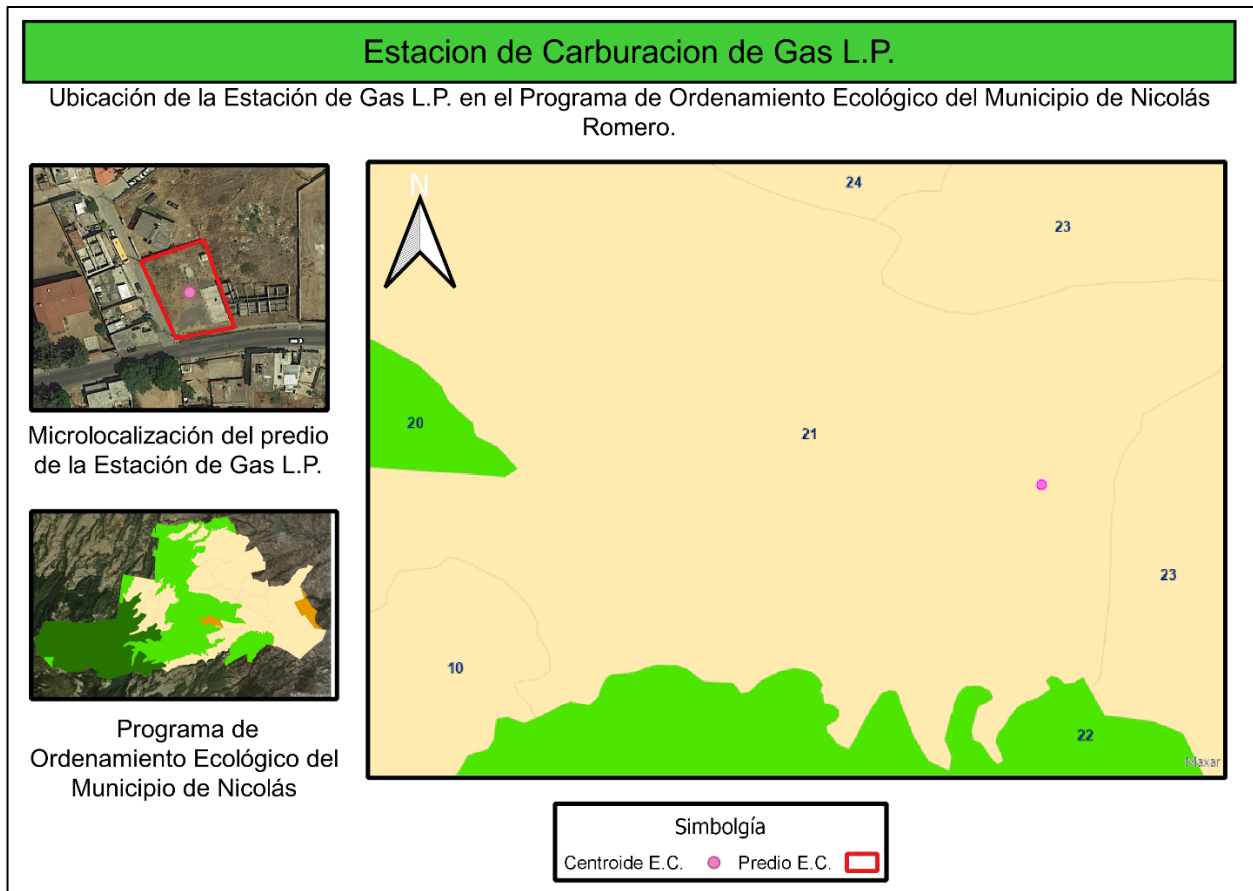 Estacion de Carburacion de Gas L.P.
Ubicación de la Estación de Gas L.P. en el Programa de Ordenamiento Ecológico del Municipio de Nicolás
Romero.
Microlocalización del predio
de la Estación de Gas L.P.
Programa de
Ordenamiento Ecológico del
Municipio de Nicolás
N
24
23
20
21
23
10
22
Maxar
Simbolgía
Centroide E.C.
Predio E.C.